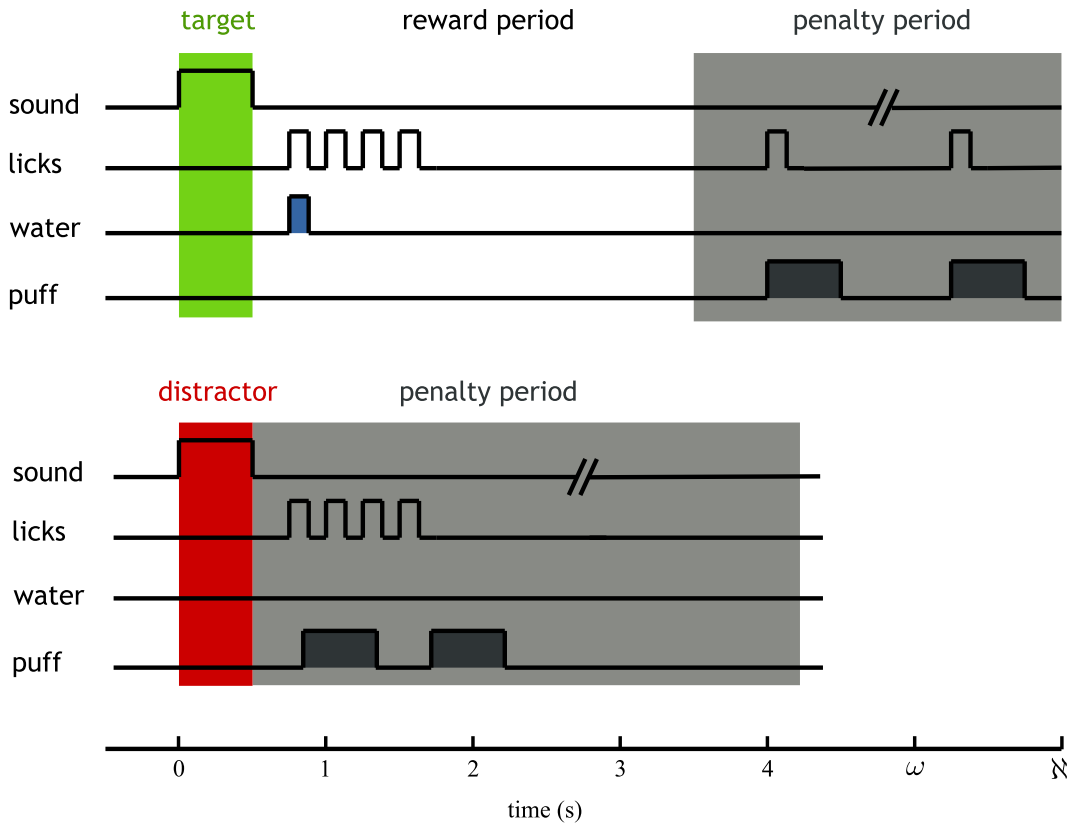 target reward period penalty period
sound
licks
water
puff
distractor penalty period
sound
licks
water
puff
0 1 2 3 4 ω ℵ
time (s)